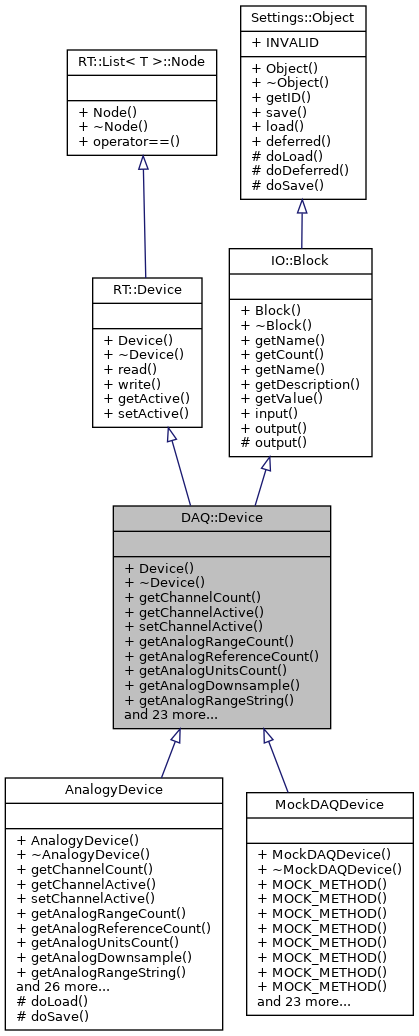 Settings::Object
+ INVALID
+ Object()
+ ~Object()
+ getID()
+ save()
+ load()
+ deferred()
# doLoad()
# doDeferred()
# doSave()
RT::List< T >::Node
+ Node()
+ ~Node()
+ operator==()
RT::Device
+ Device()
+ ~Device()
+ read()
+ write()
+ getActive()
+ setActive()
IO::Block
+ Block()
+ ~Block()
+ getName()
+ getCount()
+ getName()
+ getDescription()
+ getValue()
+ input()
+ output()
# output()
DAQ::Device
+ Device()
+ ~Device()
+ getChannelCount()
+ getChannelActive()
+ setChannelActive()
+ getAnalogRangeCount()
+ getAnalogReferenceCount()
+ getAnalogUnitsCount()
+ getAnalogDownsample()
+ getAnalogRangeString()
and 23 more...
AnalogyDevice
+ AnalogyDevice()
+ ~AnalogyDevice()
+ getChannelCount()
+ getChannelActive()
+ setChannelActive()
+ getAnalogRangeCount()
+ getAnalogReferenceCount()
+ getAnalogUnitsCount()
+ getAnalogDownsample()
+ getAnalogRangeString()
and 26 more...
# doLoad()
# doSave()
MockDAQDevice
+ MockDAQDevice()
+ ~MockDAQDevice()
+ MOCK_METHOD()
+ MOCK_METHOD()
+ MOCK_METHOD()
+ MOCK_METHOD()
+ MOCK_METHOD()
+ MOCK_METHOD()
+ MOCK_METHOD()
+ MOCK_METHOD()
and 23 more...